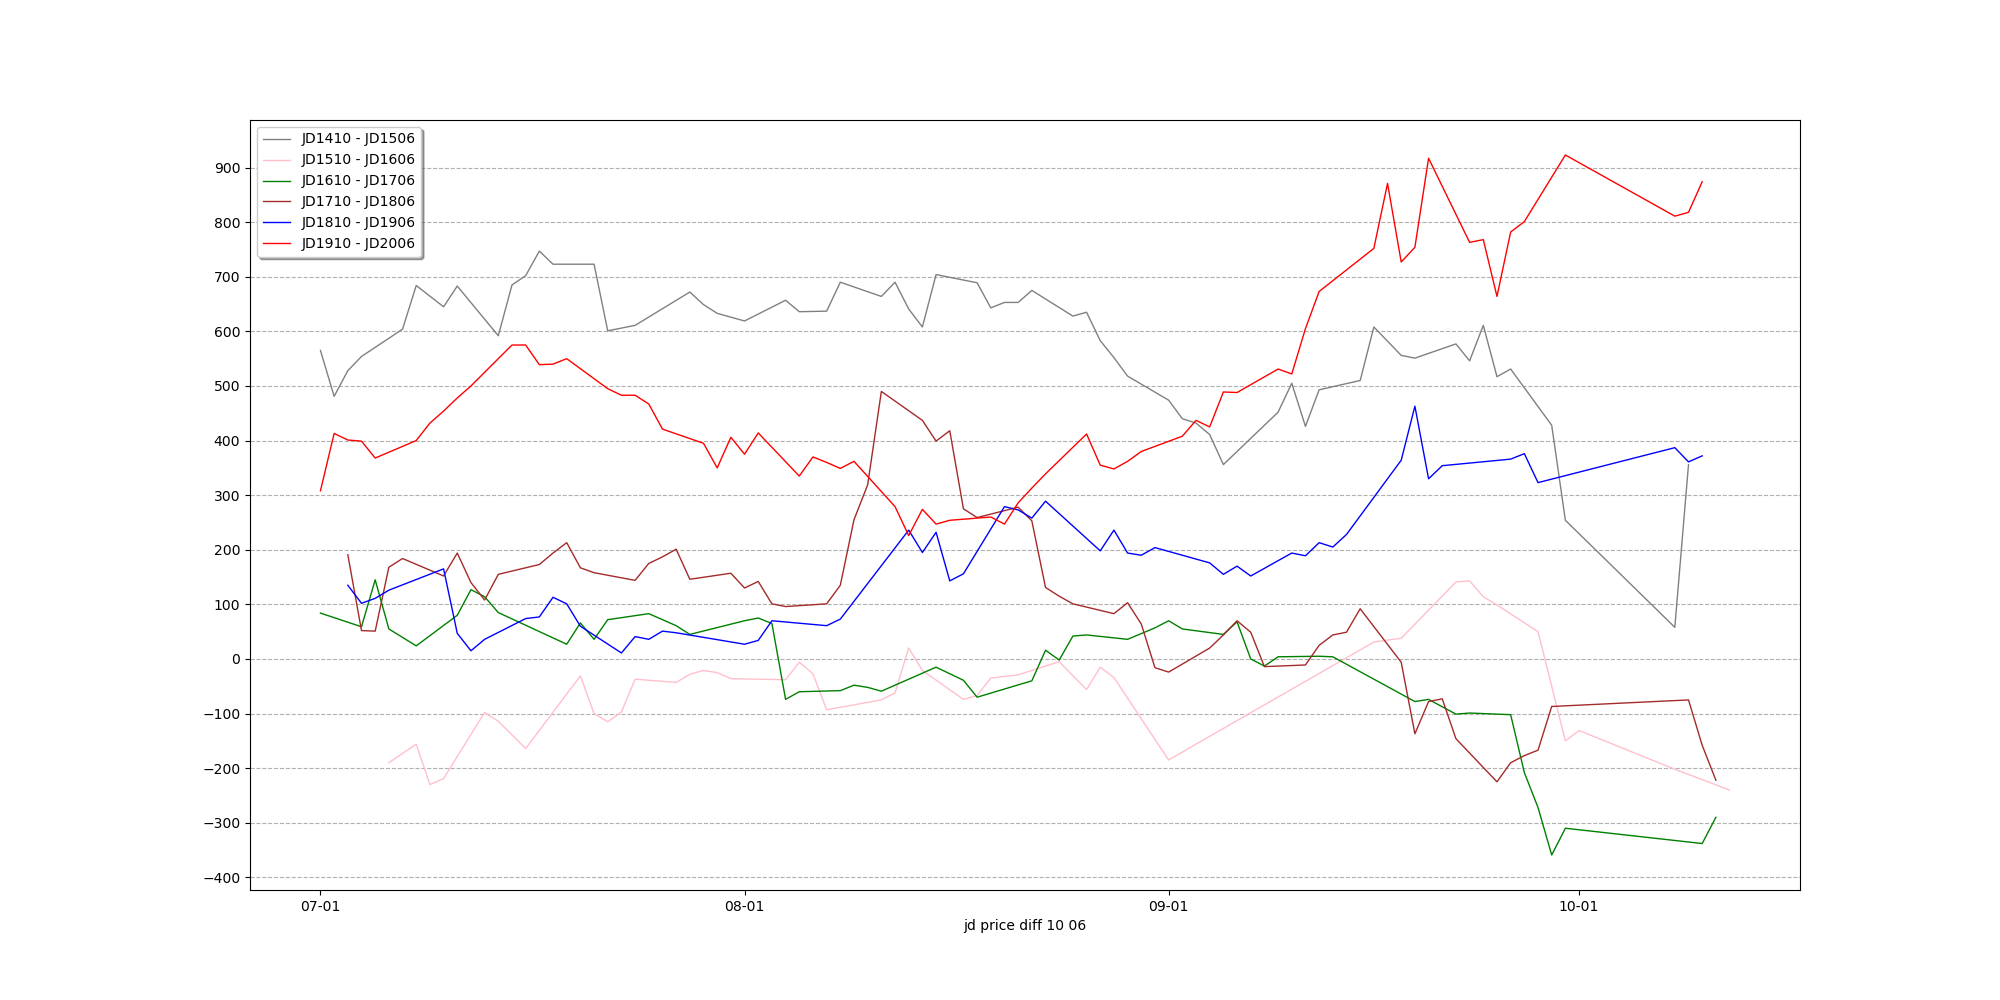 JD1410 - JD1506
JD1510 - JD1606
JD1610 - JD1706
JD1710 - JD1806
JD1810 - JD1906
JD1910 - JD2006
900
800
700
600
500
400
300
200
100
0
−100
−200
−300
−400
07-01 08-01 09-01 10-01
jd price diff 10 06